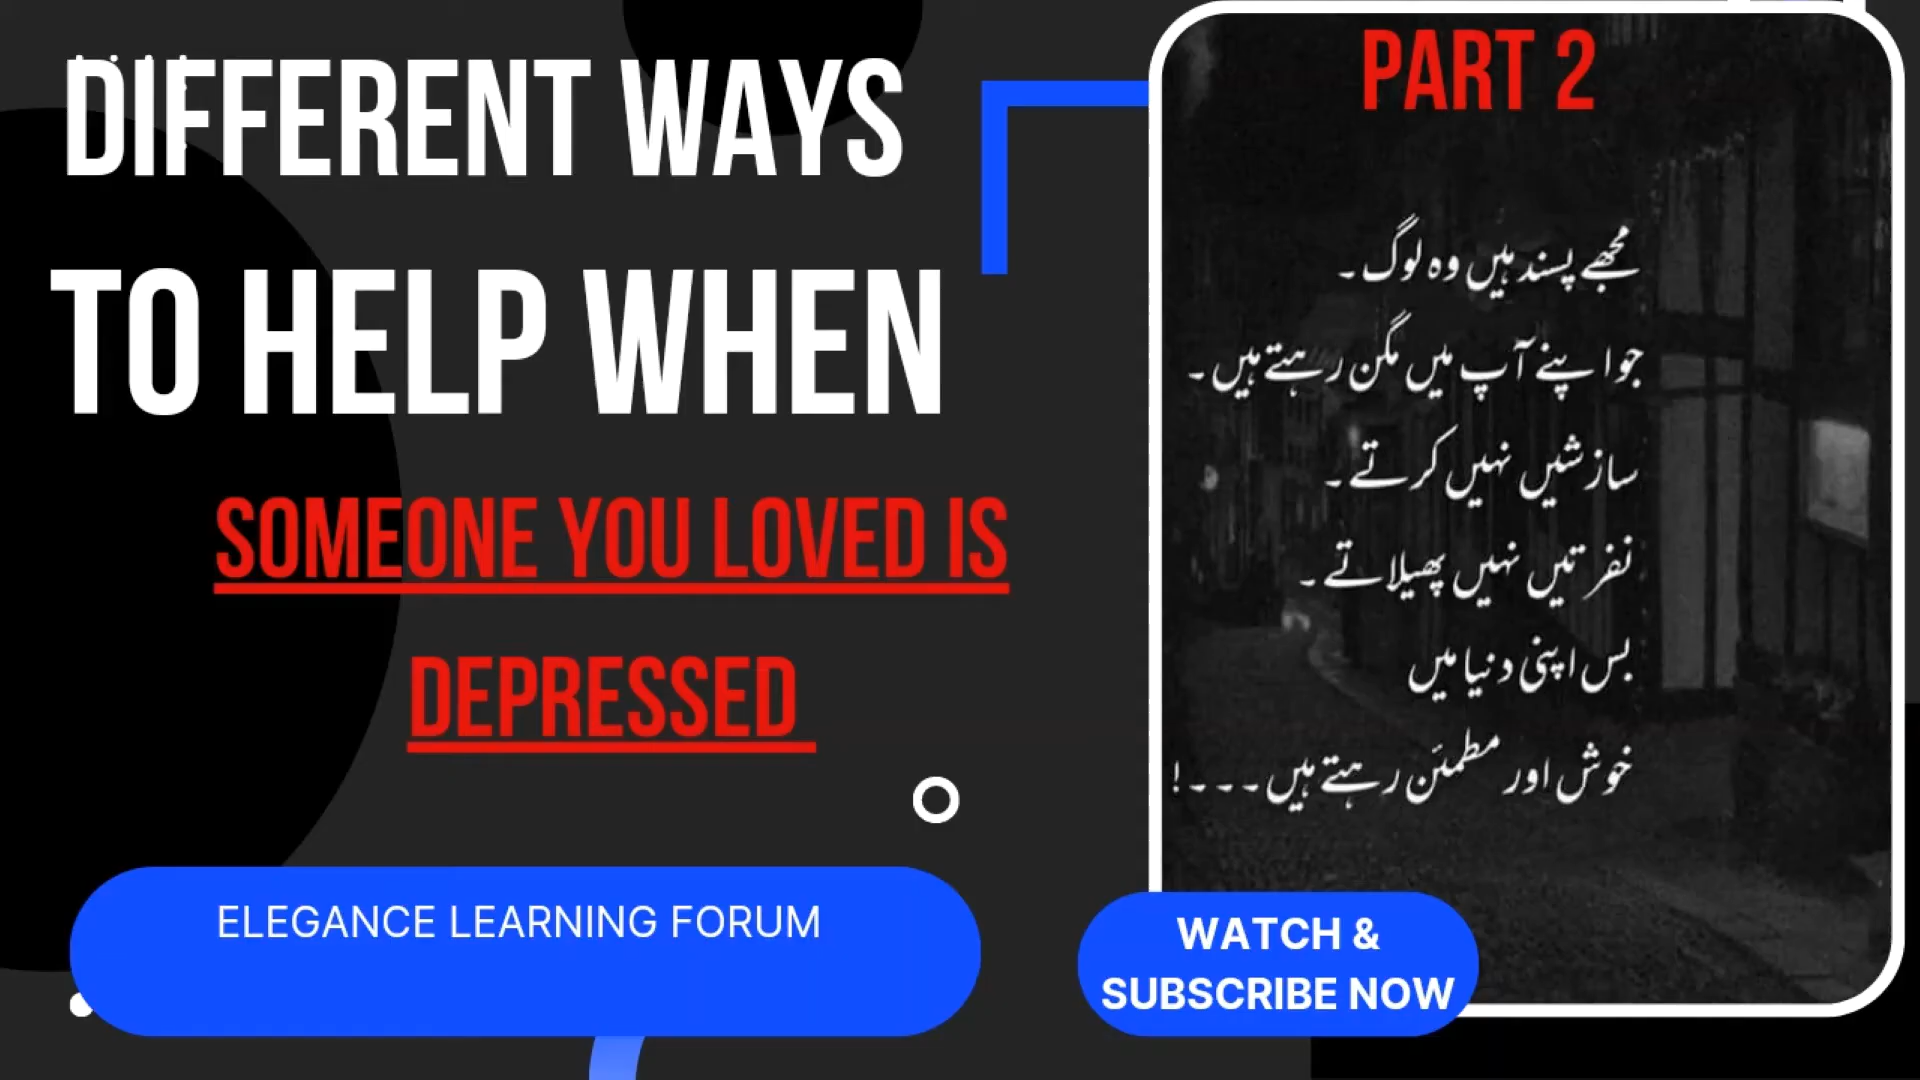 DIFFERENT WAYS
TO HELP WHEN
SOMEONE YOU LOVED IS
DEPRESSED
ELEGANCE LEARNING FORUM
PART 2
مجھے پسند ہیں وہ لوگ۔
جو اپنے آپ میں مگن رہتے ہیں۔
سازشیں نہیں کرتے۔
نفرتیں نہیں پھیلاتے۔
بس اپنی دنیا میں
خوش اور مطمئن رہتے ہیں۔۔۔!
WATCH &
SUBSCRIBE NOW